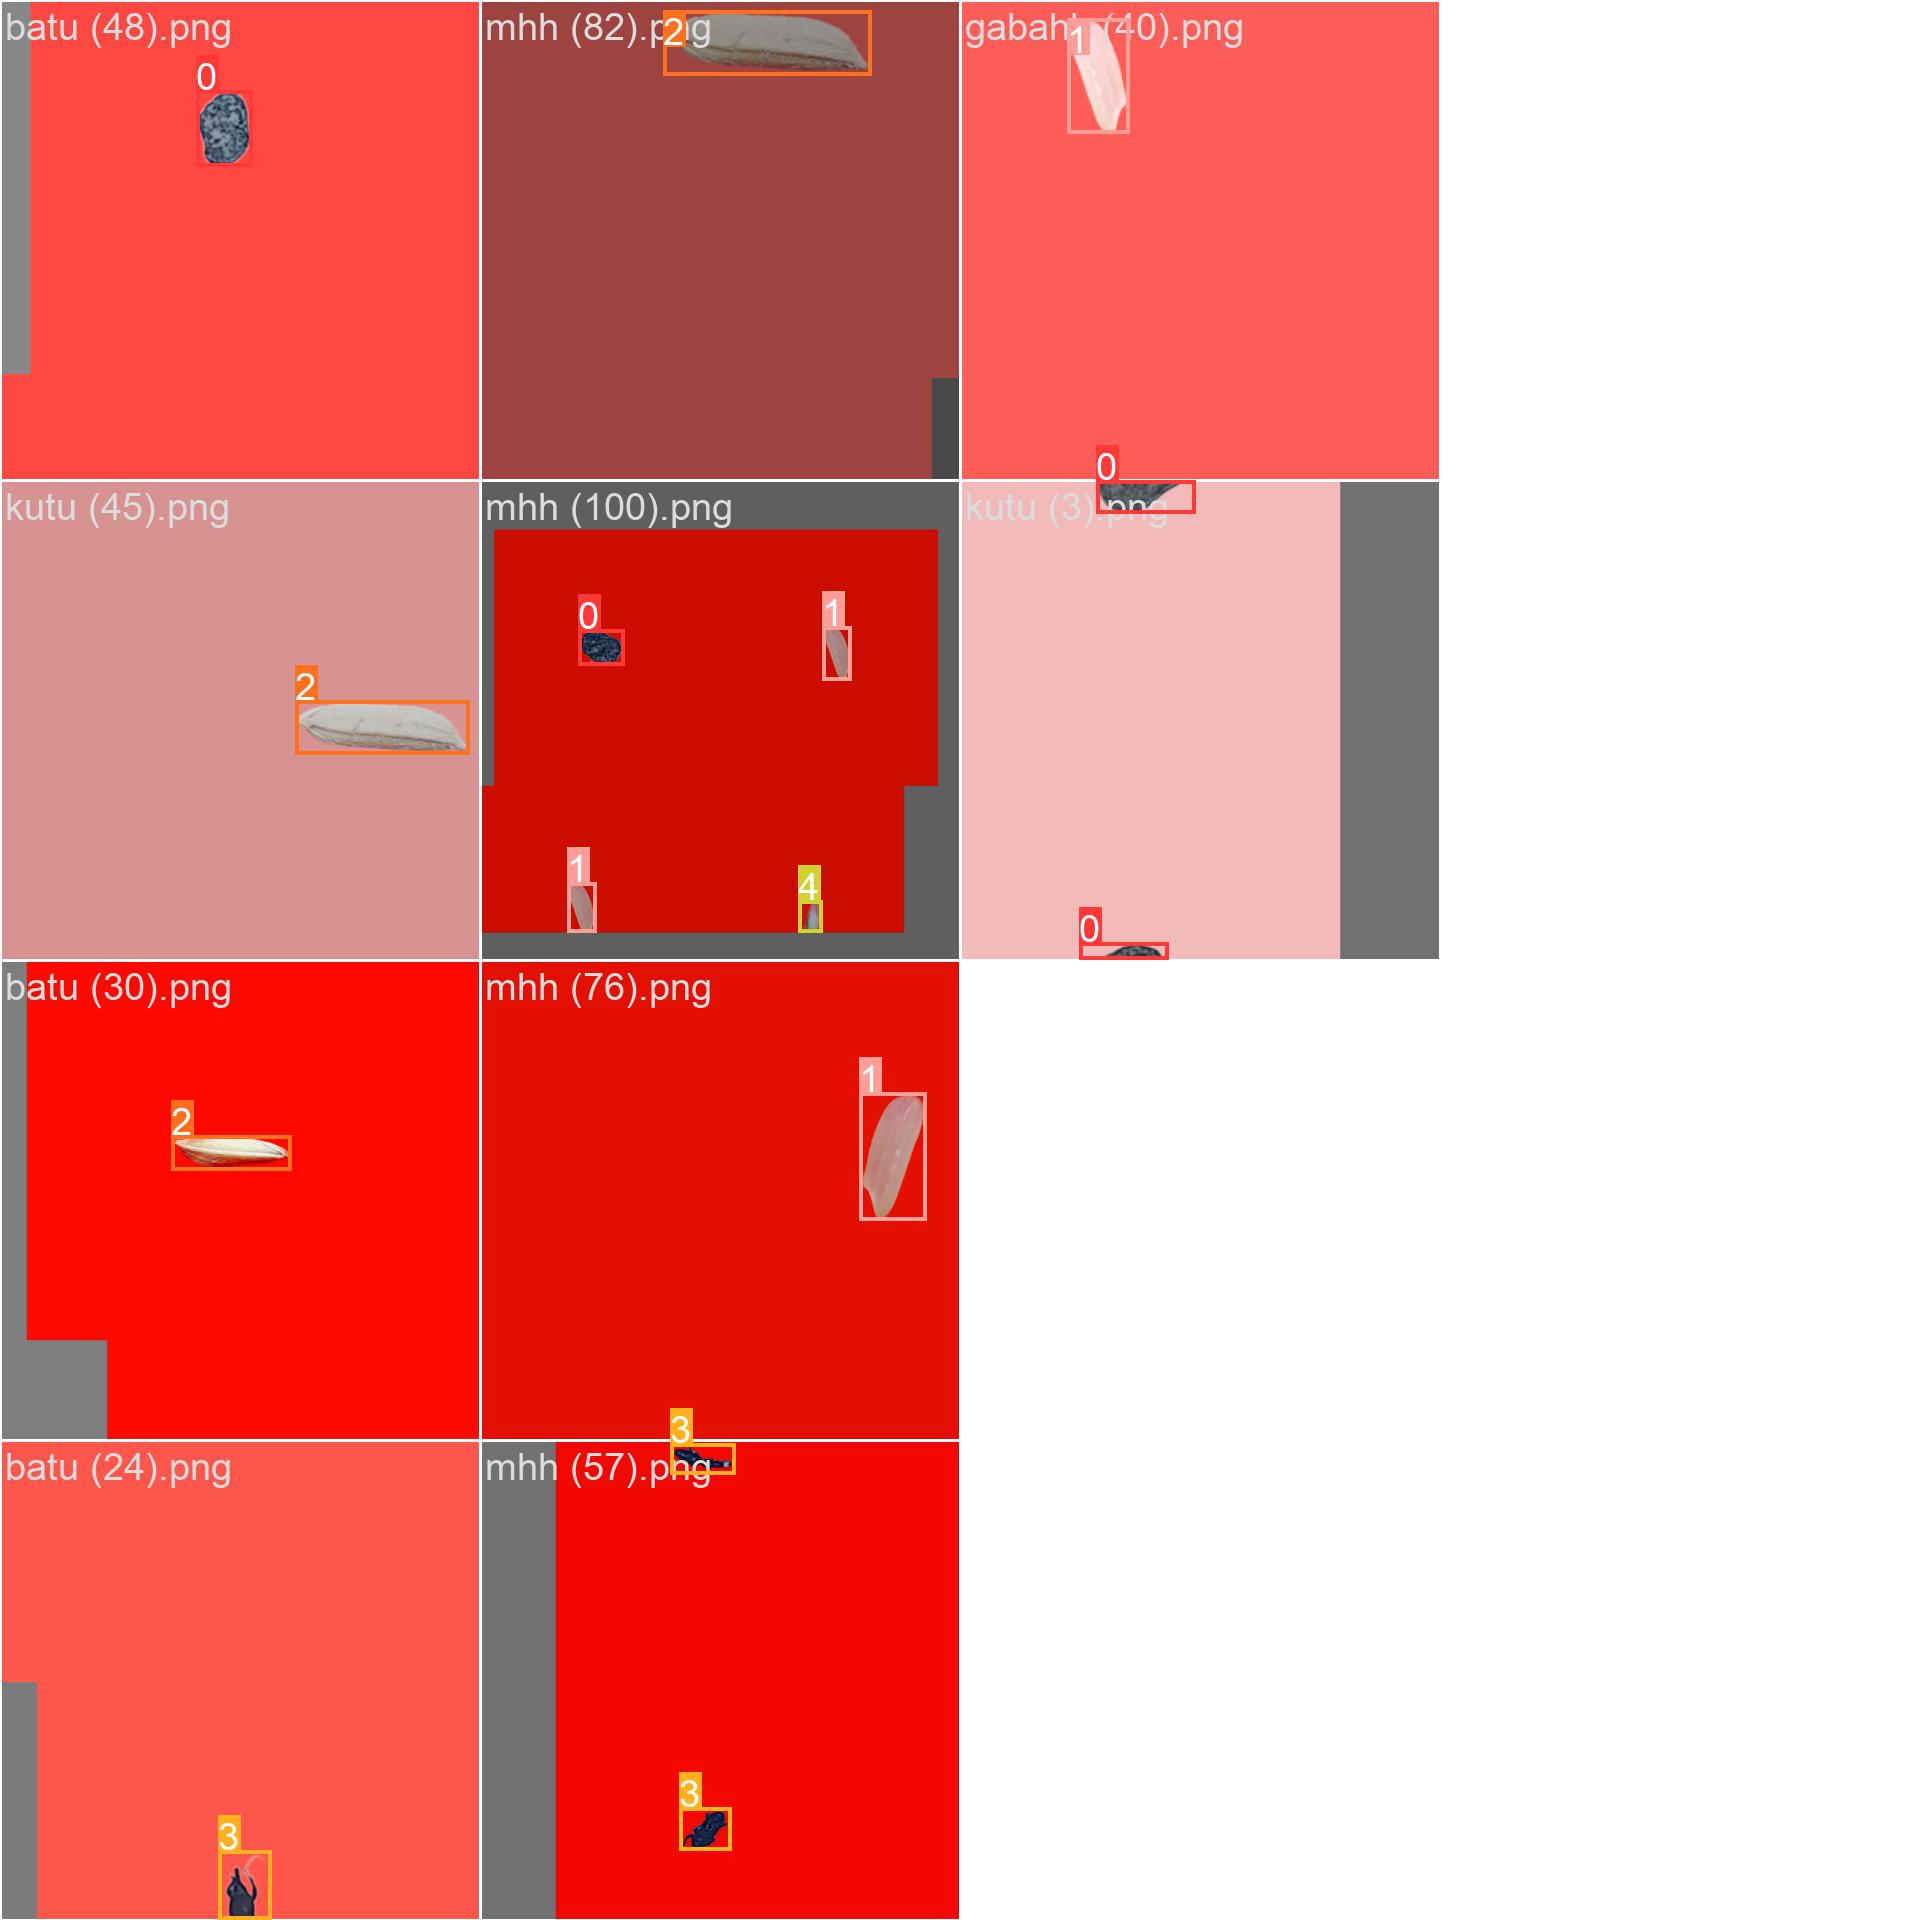 batu (48).png
0
mhh (82).png
2
gabah (40).png
1
kutu (45).png
2
mhh (100).png
0
1
1
4
kutu (3).png
0
0
batu (30).png
2
mhh (76).png
1
batu (24).png
3
mhh (57).png
3
3